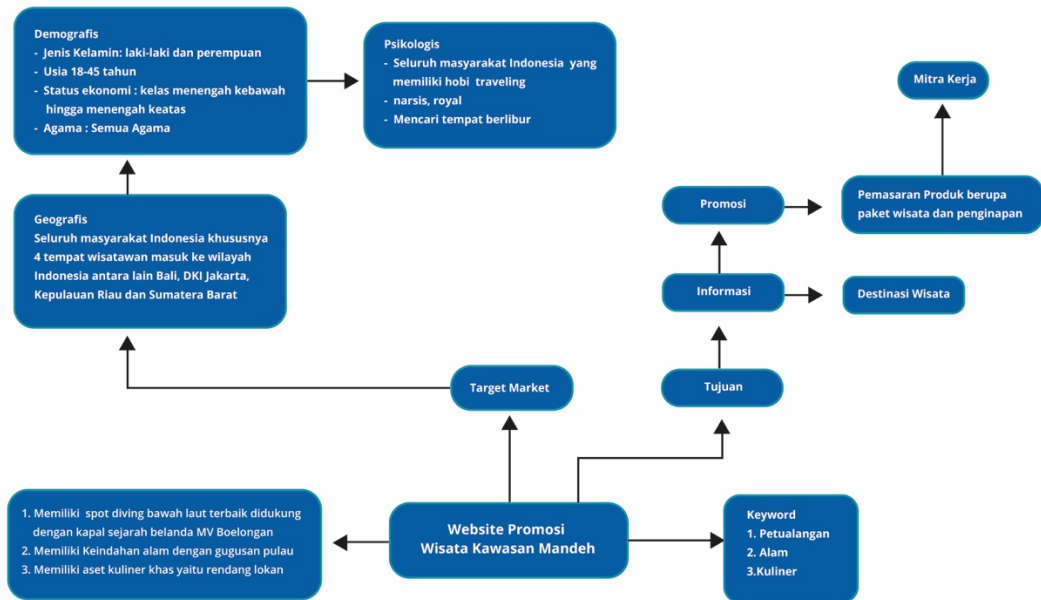 Demografis
- Jenis Kelamin: laki-laki dan perempuan
- Usia 18-45 tahun
- Status ekonomi : kelas menengah kebawah
hingga menengah keatas
- Agama : Semua Agama
Psikologis
- Seluruh masyarakat Indonesia yang
memiliki hobi traveling
- narsis, royal
- Mencari tempat berlibur
Mitra Kerja
Geografis
Seluruh masyarakat Indonesia khususnya
4 tempat wisatawan masuk ke wilayah
Indonesia antara lain Bali, DKI Jakarta,
Kepulauan Riau dan Sumatera Barat
Promosi
Pemasaran Produk berupa
paket wisata dan penginapan
Informasi
Destinasi Wisata
Target Market
Tujuan
1. Memiliki spot diving bawah laut terbaik didukung
dengan kapal sejarah belanda MV Boelongan
2. Memiliki Keindahan alam dengan gugusan pulau
3. Memiliki aset kuliner khas yaitu rendang lokan
Website Promosi
Wisata Kawasan Mandeh
Keyword
1. Petualangan
2. Alam
3.Kuliner